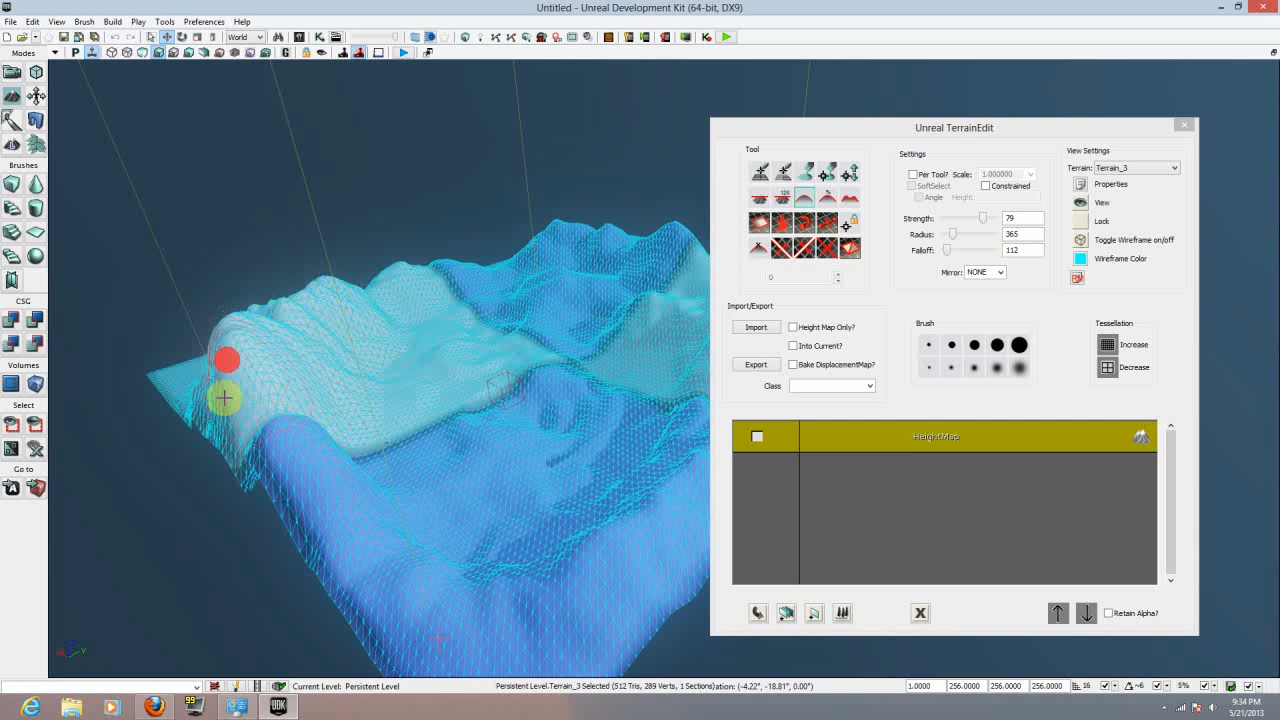 Untitled - Unreal Development Kit (64-bit, DX9)
File Edit View Brush Build Play Tools Preferences Help
World
Modes
P
G
Brushes
CSG
Volumes
Select
Go to
Unreal TerrainEdit
Tool
Settings
View Settings
Per Tool? Scale: 1.000000
Terrain: Terrain_3
SoftSelect
Constrained
Properties
Angle Height
View
Strength: 79
Lock
Radius: 365
Toggle Wireframe on/off
Falloff: 112
Wireframe Color
Mirror: NONE
0
Import/Export
Brush
Tessellation
Import
Height Map Only?
Increase
Into Current?
Export
Bake DisplacementMap?
Decrease
Class
HeightMap
Retain Alpha?
Y
Current Level: Persistent Level
Persistent Level.Terrain_3 Selected (512 Tris, 289 Verts, 1 Sections)ation: (-4.22°, -18.81°, 0.00°)
1.0000 256.0000 256.0000 256.0000 16 ~6 5%
99
UDK
9:34 PM
5/21/2013